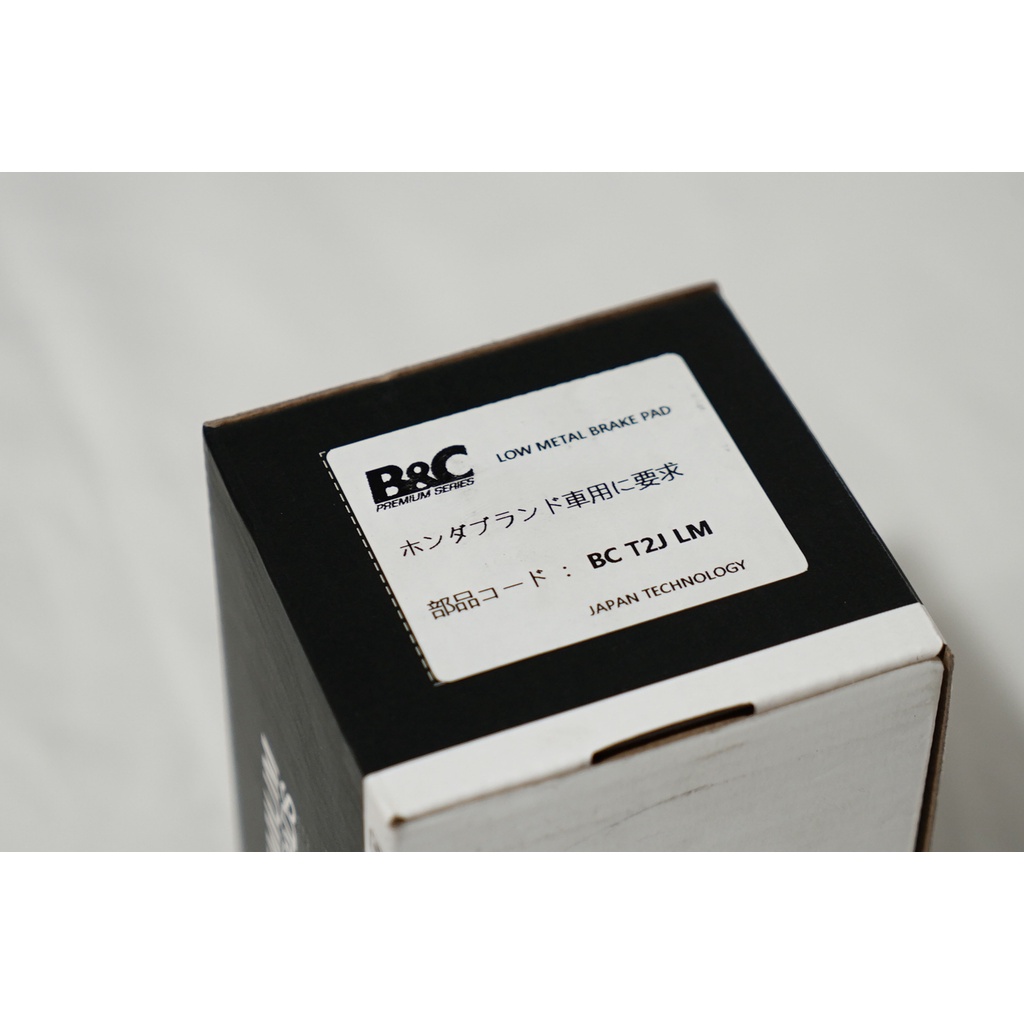 B&C
PREMIUM SERIES
LOW METAL BRAKE PAD
ホンダブランド車用に要求
部品コード : BC T2J LM
JAPAN TECHNOLOGY